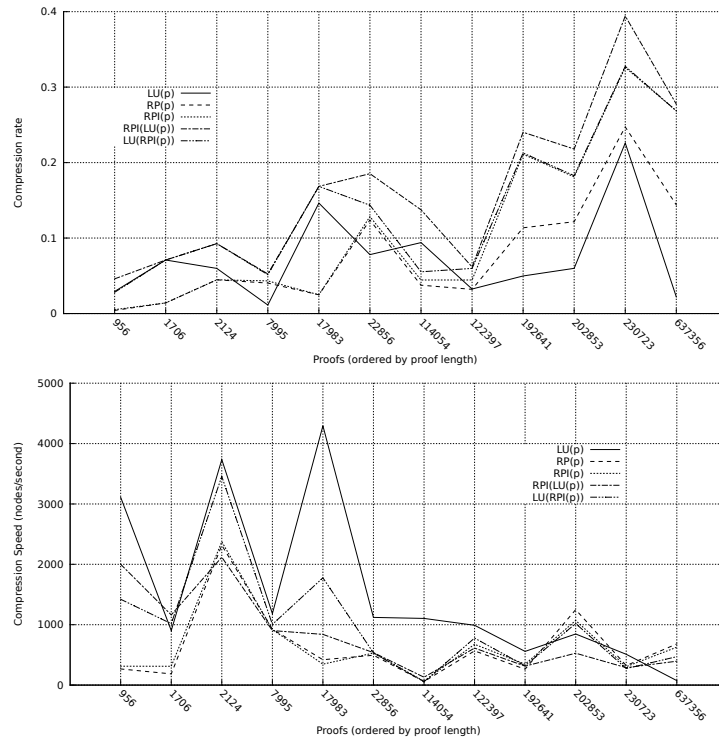 0.4
0.3
0.2
0.1
0
Compression rate
LU(p)
RP(p)
RPI(p)
RPI(LU(p))
LU(RPI(p))
956
1706
2124
7995
17983
22856
114054
122397
192641
202853
230723
637356
Proofs (ordered by proof length)
5000
4000
3000
2000
1000
0
Compression Speed (nodes/second)
LU(p)
RP(p)
RPI(p)
RPI(LU(p))
LU(RPI(p))
956
1706
2124
7995
17983
22856
114054
122397
192641
202853
230723
637356
Proofs (ordered by proof length)